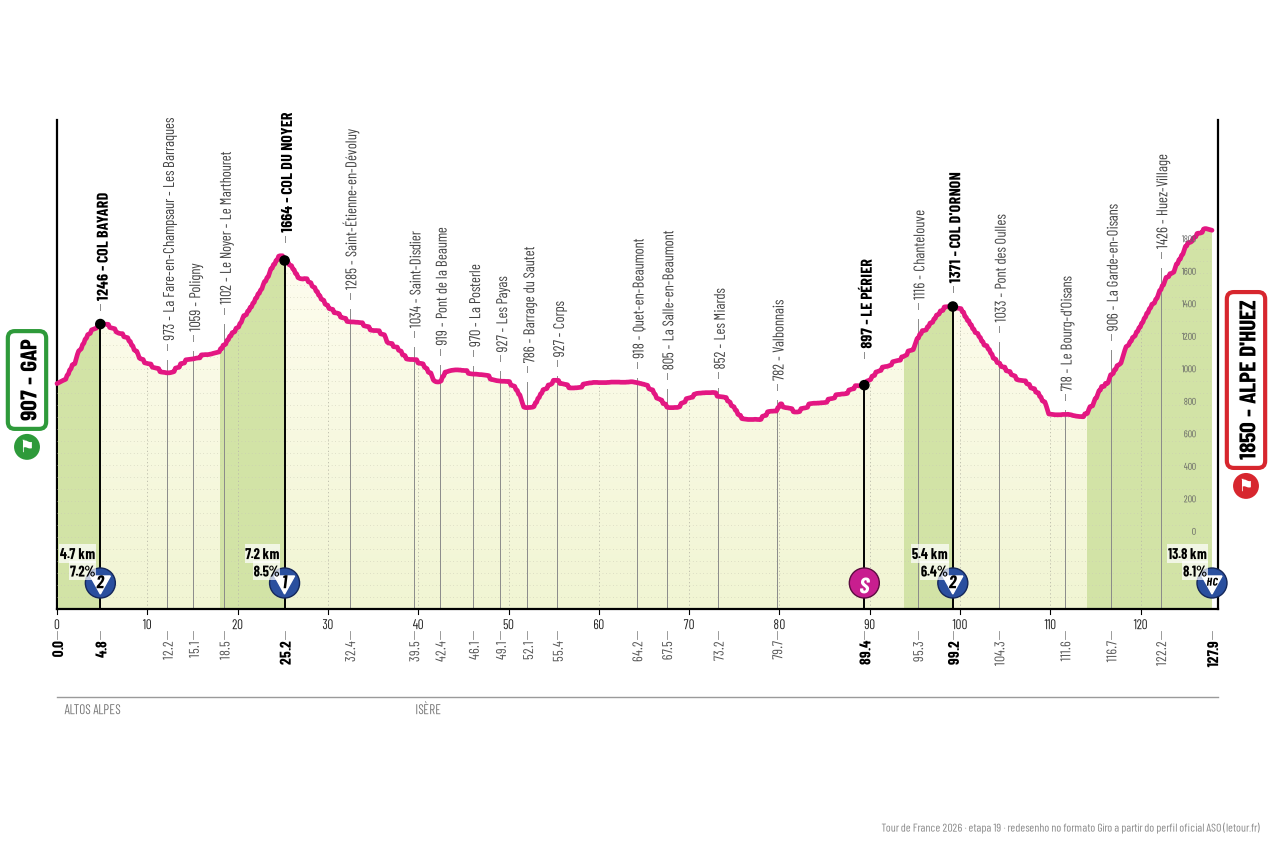 907 - GAP
1246 - COL BAYARD
973 - La Fare-en-Champsaur - Les Barraques
1059 - Poligny
1102 - Le Noyer - Le Marthouret
1664 - COL DU NOYER
1285 - Saint-Étienne-en-Dévoluy
1034 - Saint-Disdier
919 - Pont de la Beaume
970 - La Posterle
927 - Les Payas
786 - Barrage du Sautet
927 - Corps
918 - Quet-en-Beaumont
805 - La Salle-en-Beaumont
852 - Les Miards
782 - Valbonnais
897 - LE PÉRIER
1116 - Chantelouve
1371 - COL D'ORNON
1033 - Pont des Oulles
718 - Le Bourg-d'Oisans
906 - La Garde-en-Oisans
1426 - Huez-Village
1850 - ALPE D'HUEZ
1800
1600
1400
1200
1000
800
600
400
200
0
4.7 km
7.2%
2
7.2 km
8.5%
1
S
5.4 km
6.4%
2
13.8 km
8.1%
HC
0 10 20 30 40 50 60 70 80 90 100 110 120
0.0 4.8 12.2 15.1 18.5 25.2 32.4 39.5 42.4 46.1 49.1 52.1 55.4 64.2 67.5 73.2 79.7 89.4 95.3 99.2 104.3 111.6 116.7 122.2 127.9
ALTOS ALPES ISÈRE
Tour de France 2026 · etapa 19 · redesenho no formato Giro a partir do perfil oficial ASO (letour.fr)